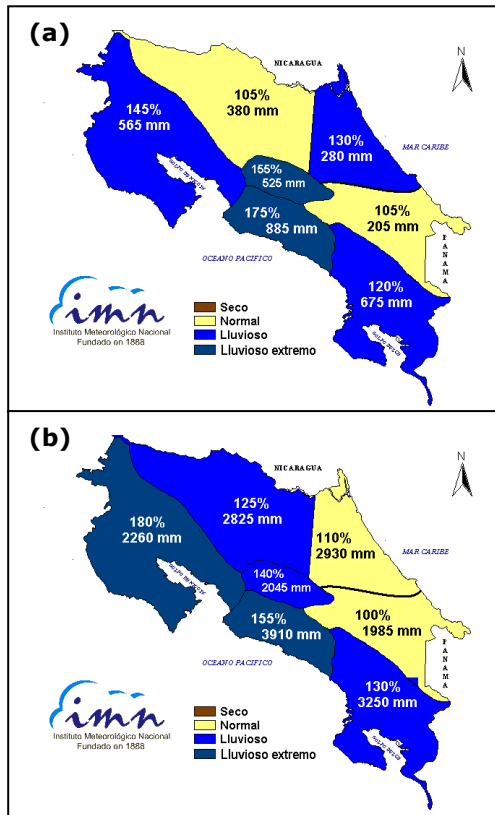 (a)
NICARAGUA
N
145%
565 mm
105%
380 mm
130%
280 mm
MAR CARIBE
155%
525 mm
175%
885 mm
105%
205 mm
PANAMA
OCEANO PACIFICO
120%
675 mm
imn
Instituto Meteorológico Nacional
Fundado en 1888
Seco
Normal
Lluvioso
Lluvioso extremo
(b)
NICARAGUA
N
180%
2260 mm
125%
2825 mm
110%
2930 mm
MAR CARIBE
140%
2045 mm
155%
3910 mm
100%
1985 mm
PANAMA
OCEANO PACIFICO
130%
3250 mm
imn
Instituto Meteorológico Nacional
Fundado en 1888
Seco
Normal
Lluvioso
Lluvioso extremo